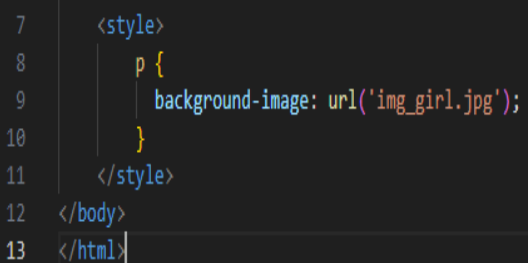 7 <style>
8 p {
9 background-image: url('img_girl.jpg');
10 }
11 </style>
12 </body>
13 </html>